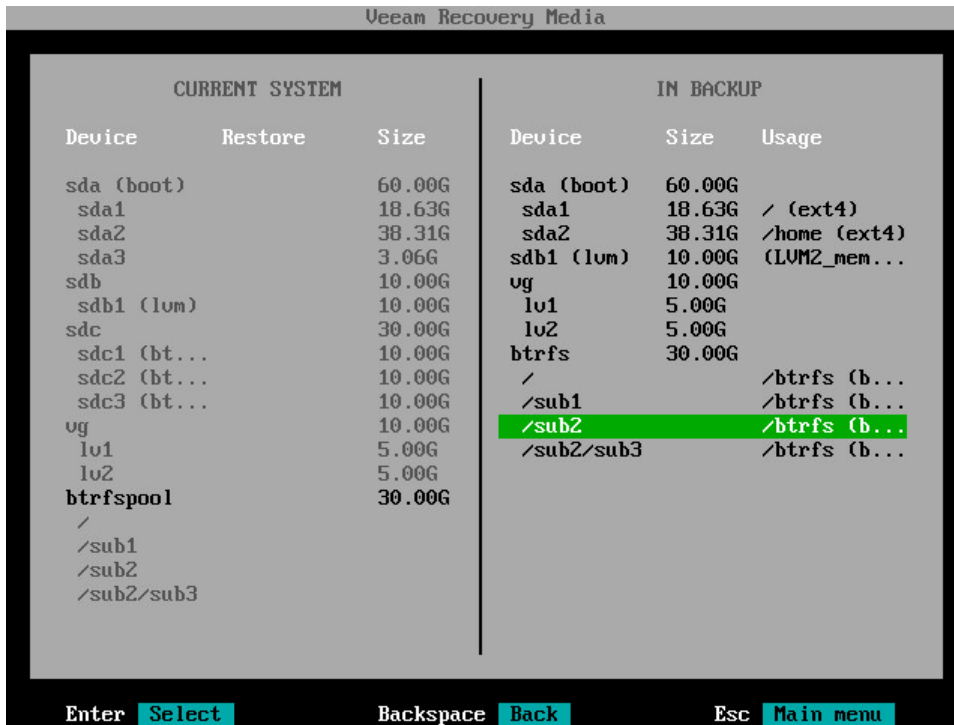 Veeam Recovery Media
CURRENT SYSTEM
Device Restore Size
sda (boot) 60.00G
sda1 18.63G
sda2 38.31G
sda3 3.06G
sdb 10.00G
sdb1 (lvm) 10.00G
sdc 30.00G
sdc1 (bt... 10.00G
sdc2 (bt... 10.00G
sdc3 (bt... 10.00G
vg 10.00G
lv1 5.00G
lv2 5.00G
btrfspool 30.00G
/
/sub1
/sub2
/sub2/sub3
IN BACKUP
Device Size Usage
sda (boot) 60.00G
sda1 18.63G / (ext4)
sda2 38.31G /home (ext4)
sdb1 (lvm) 10.00G (LVM2_mem...
vg 10.00G
lv1 5.00G
lv2 5.00G
btrfs 30.00G
/ /btrfs (b...
/sub1 /btrfs (b...
/sub2 /btrfs (b...
/sub2/sub3 /btrfs (b...
Enter Select Backspace Back Esc Main menu